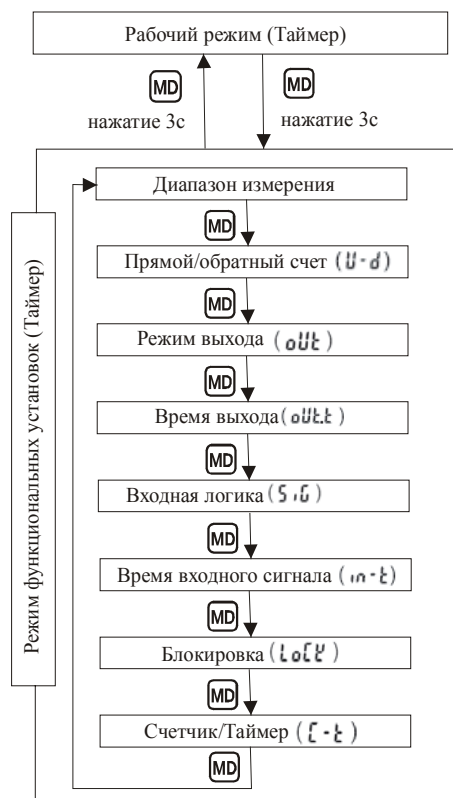 Рабочий режим (Таймер)
MD MD
нажатие 3с нажатие 3с
Режим функциональных установок (Таймер)
Диапазон измерения
MD
Прямой/обратный счет (U-d)
MD
Режим выхода (oUt)
MD
Время выхода (oUt.t)
MD
Входная логика (SiG)
MD
Время входного сигнала (in-t)
MD
Блокировка (LoCK)
MD
Счетчик/Таймер (C-t)
MD